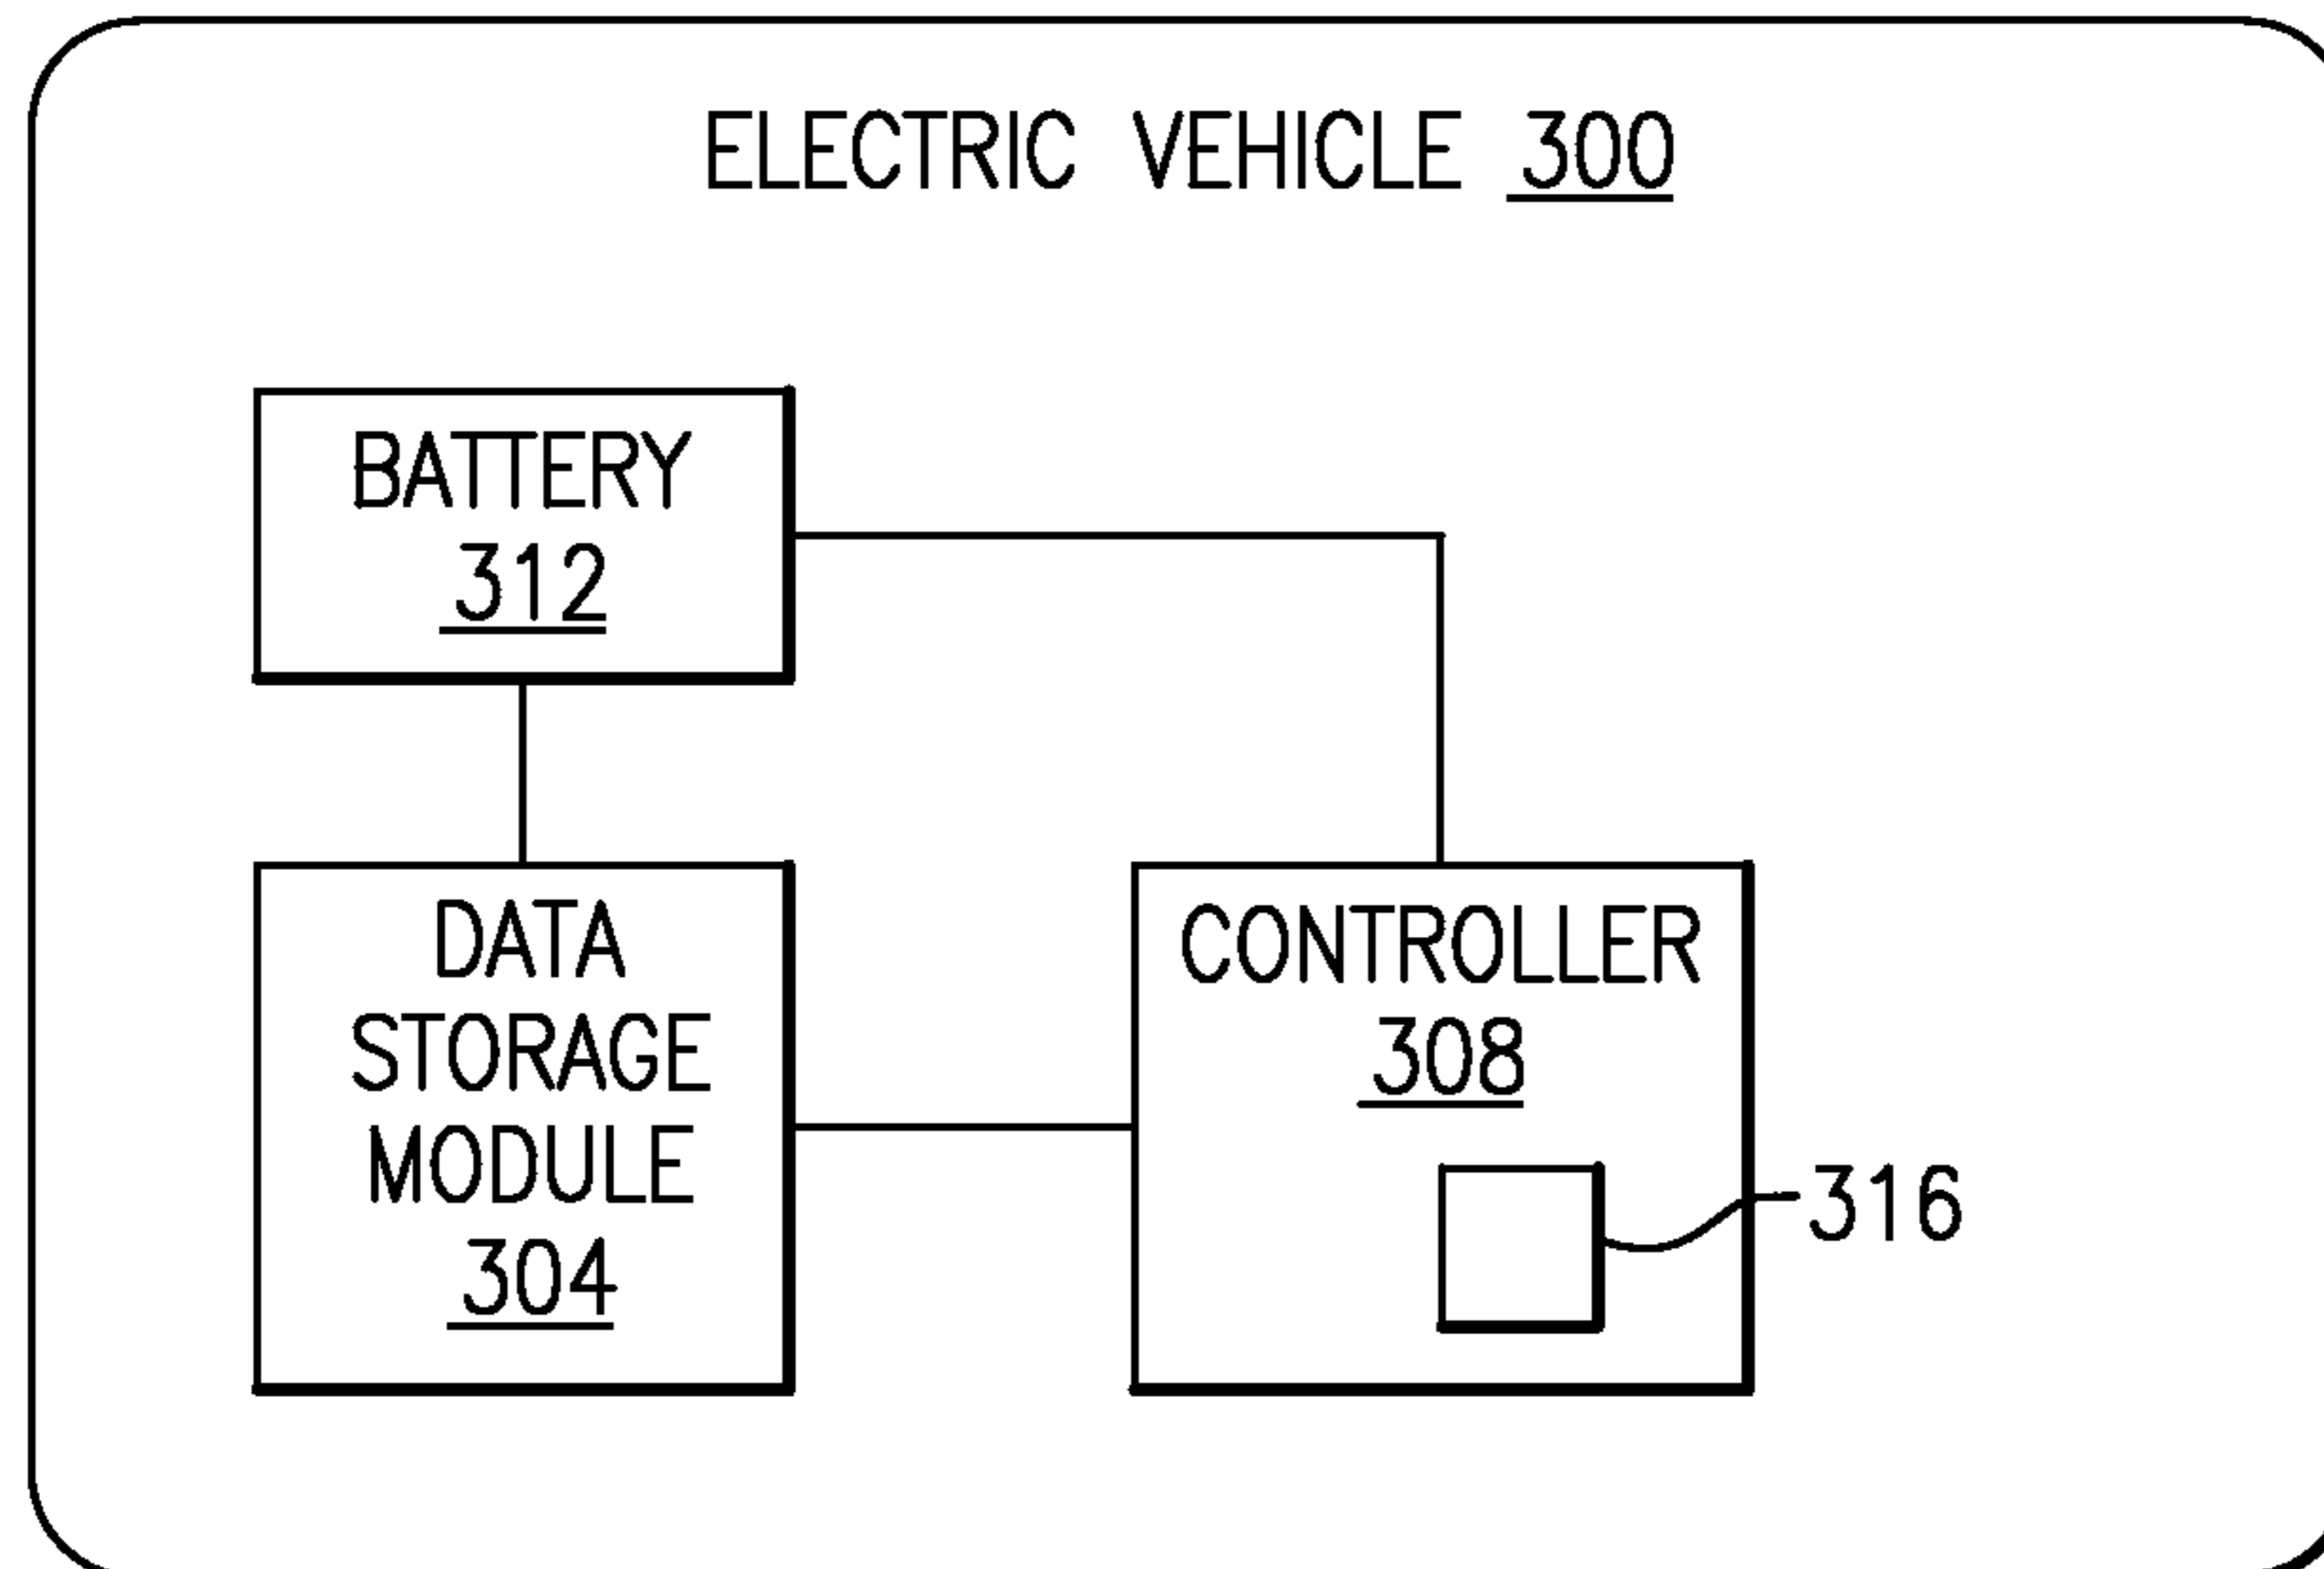 ELECTRIC VEHICLE 300
BATTERY
312
DATA
STORAGE
MODULE
304
CONTROLLER
308
316